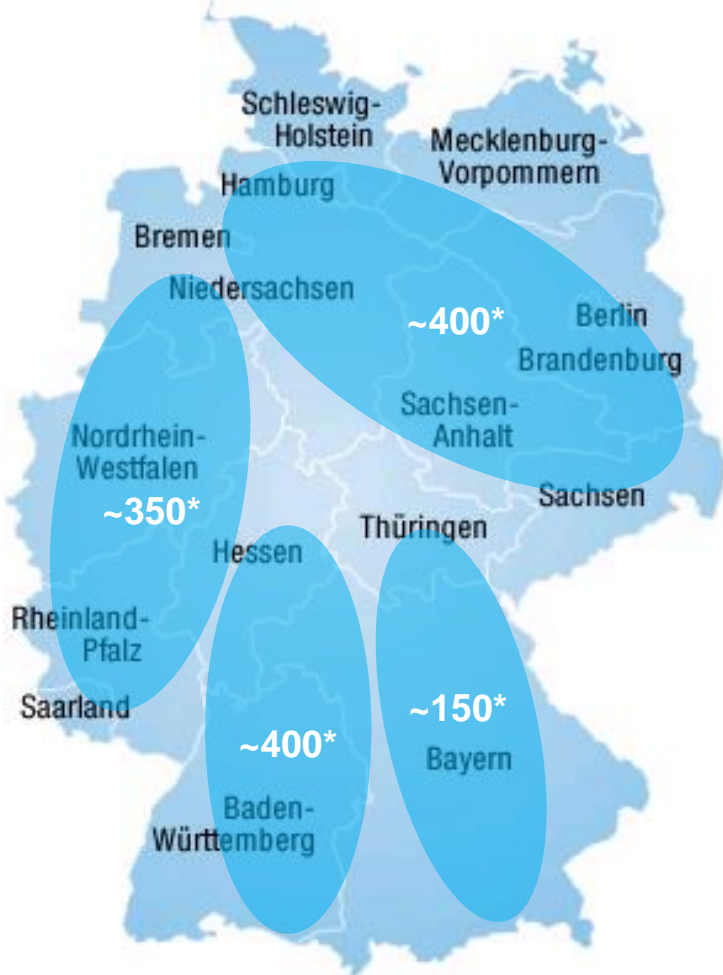 Schleswig-
Holstein
Mecklenburg-
Vorpommern
Hamburg
Bremen
Niedersachsen
~400*
Berlin
Brandenburg
Sachsen-
Anhalt
Nordrhein-
Westfalen
~350*
Sachsen
Thüringen
Hessen
Rheinland-
Pfalz
Saarland
~150*
~400*
Bayern
Baden-
Württemberg